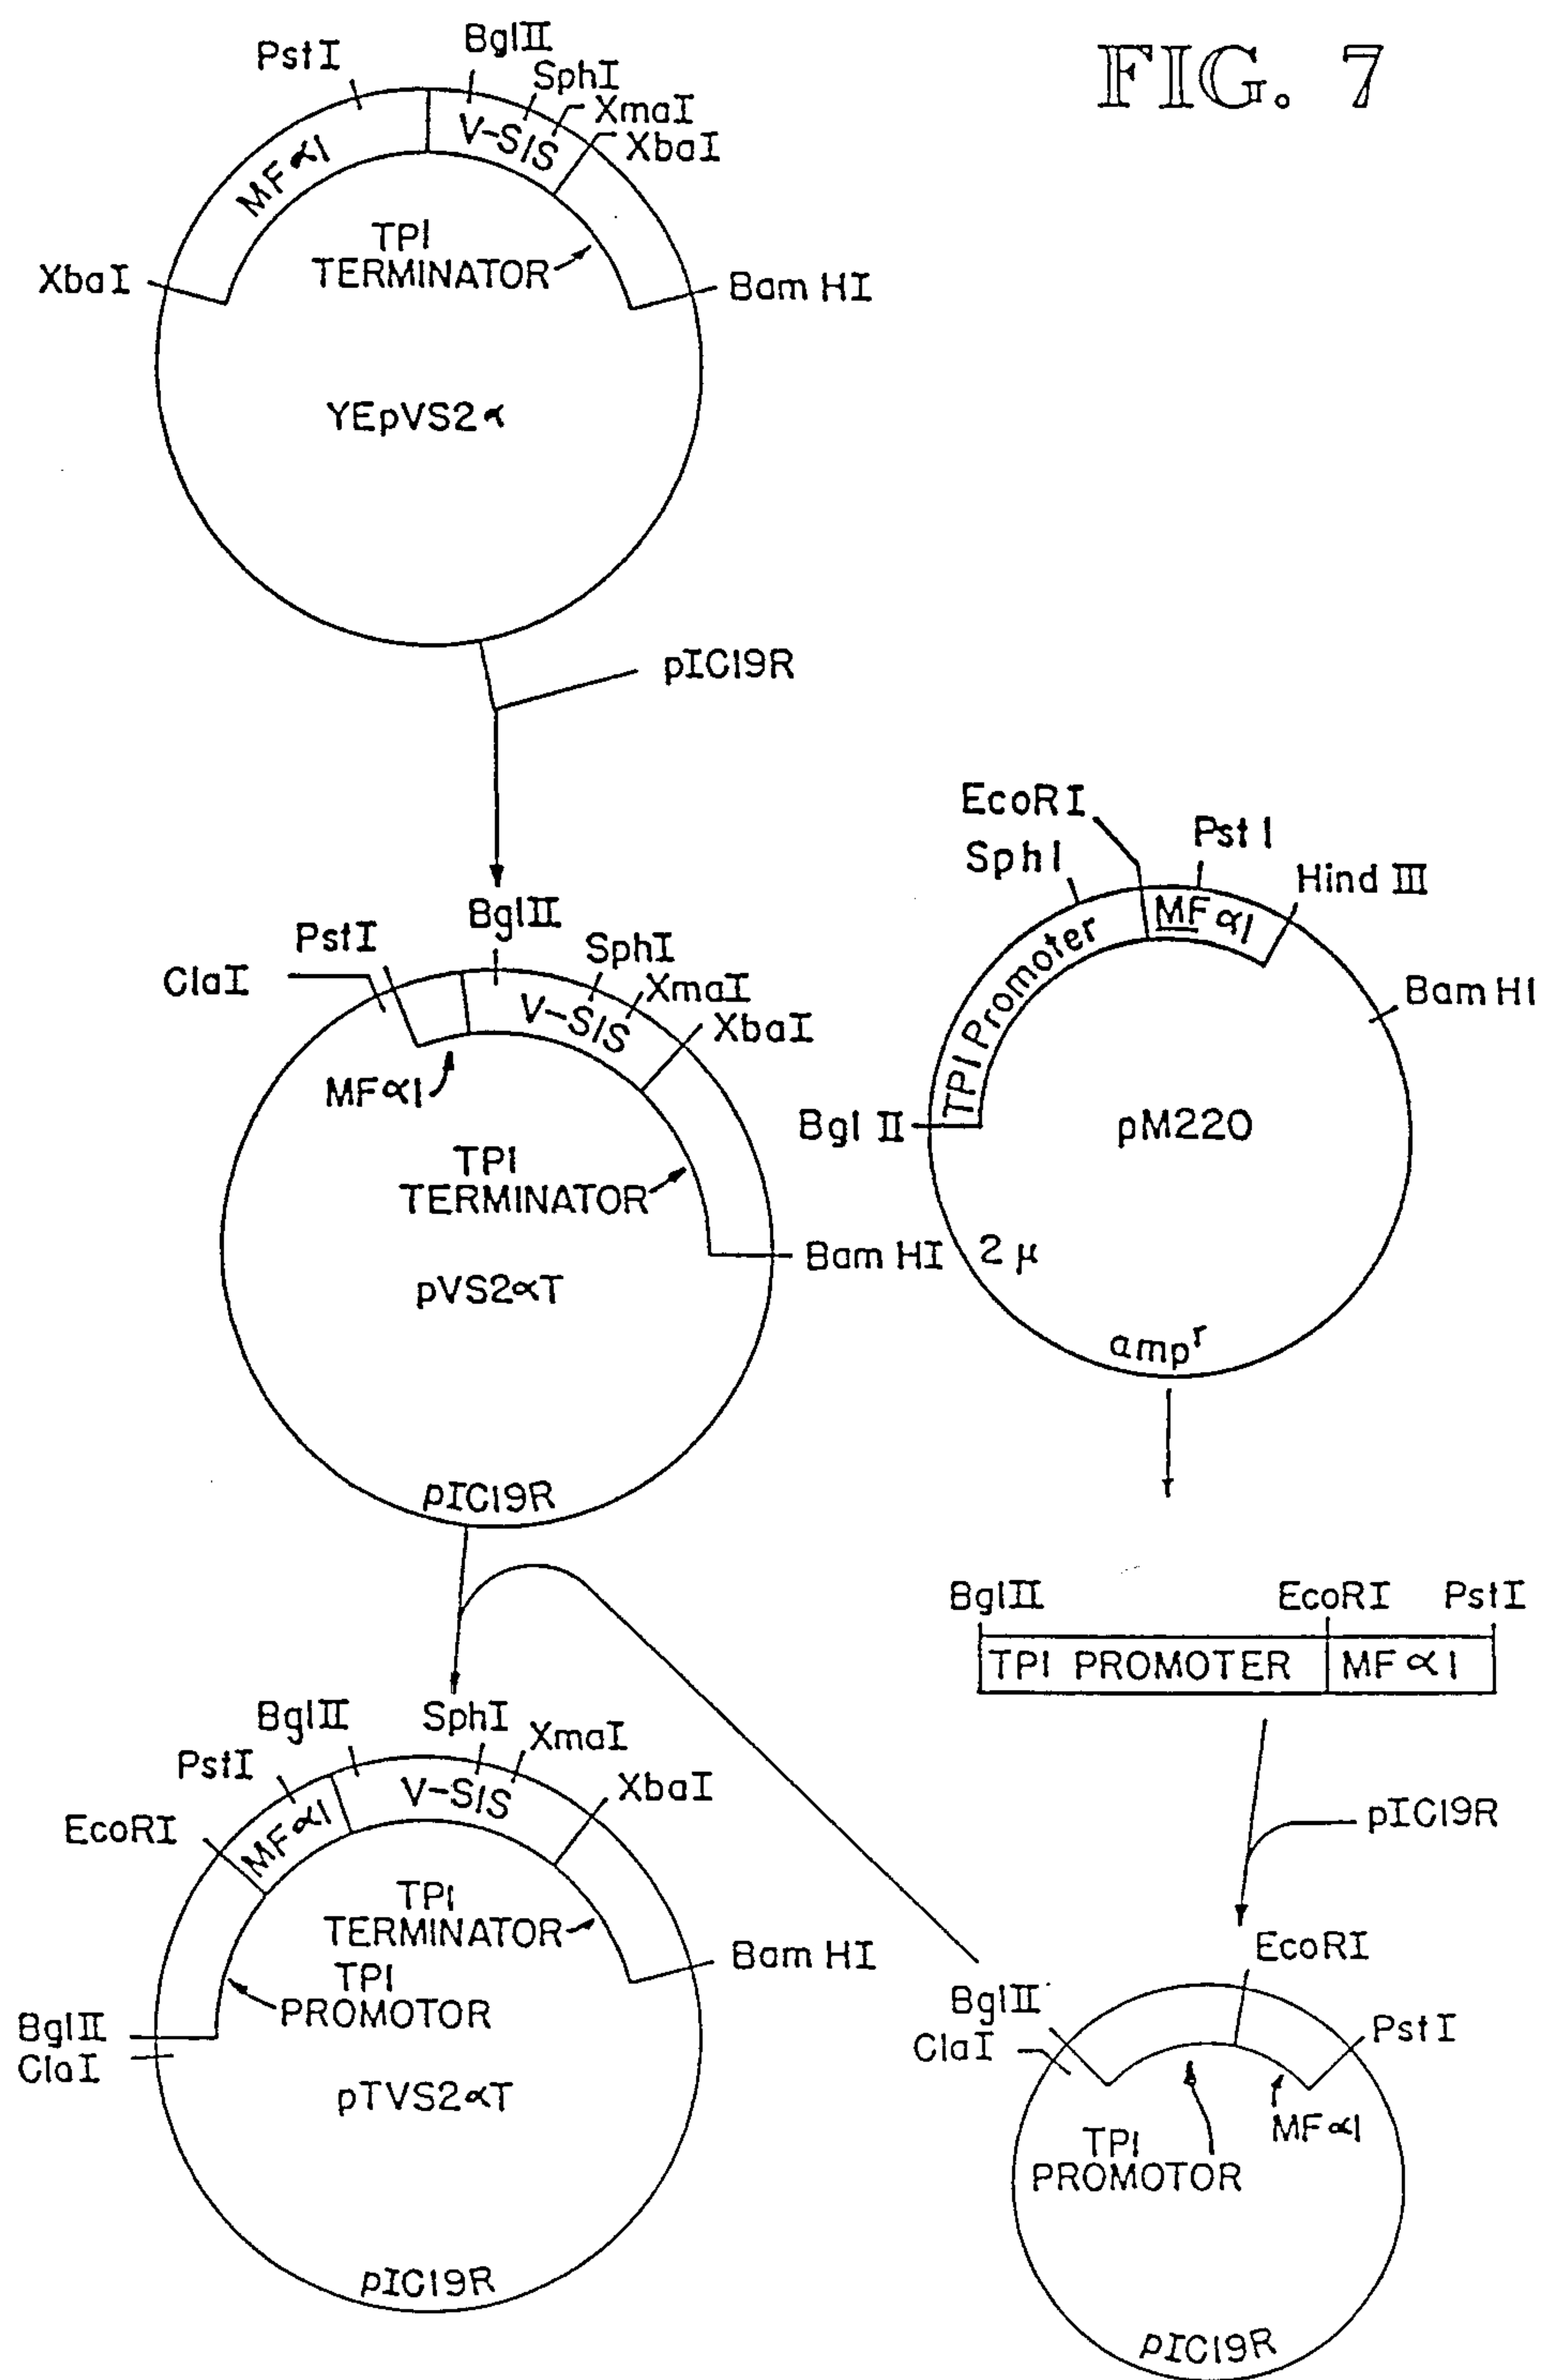 FIG. 7
PstI
BglII
SphI
XmaI
XbaI
V-SIS
MFα1
TPI
TERMINATOR
XbaI
Bam HI
YEpVS2α
pIC19R
EcoRI
SphI
PstI
Hind III
MFα1
TPI Promoter
Bam HI
Bgl II
pM220
2 μ
ampʳ
BglII
PstI
SphI
ClaI
XmaI
V-SIS
XbaI
MFα1
TPI
TERMINATOR
Bam HI
pVS2αT
pIC19R
BglII EcoRI PstI
TPI PROMOTER MFα1
pIC19R
BglII
SphI
XmaI
PstI
XbaI
V-SIS
EcoRI
MFα1
TPI
TERMINATOR
Bam HI
TPI
PROMOTOR
BglII
ClaI
pTVS2αT
pIC19R
EcoRI
BglII
PstI
ClaI
MFα1
TPI
PROMOTOR
pIC19R